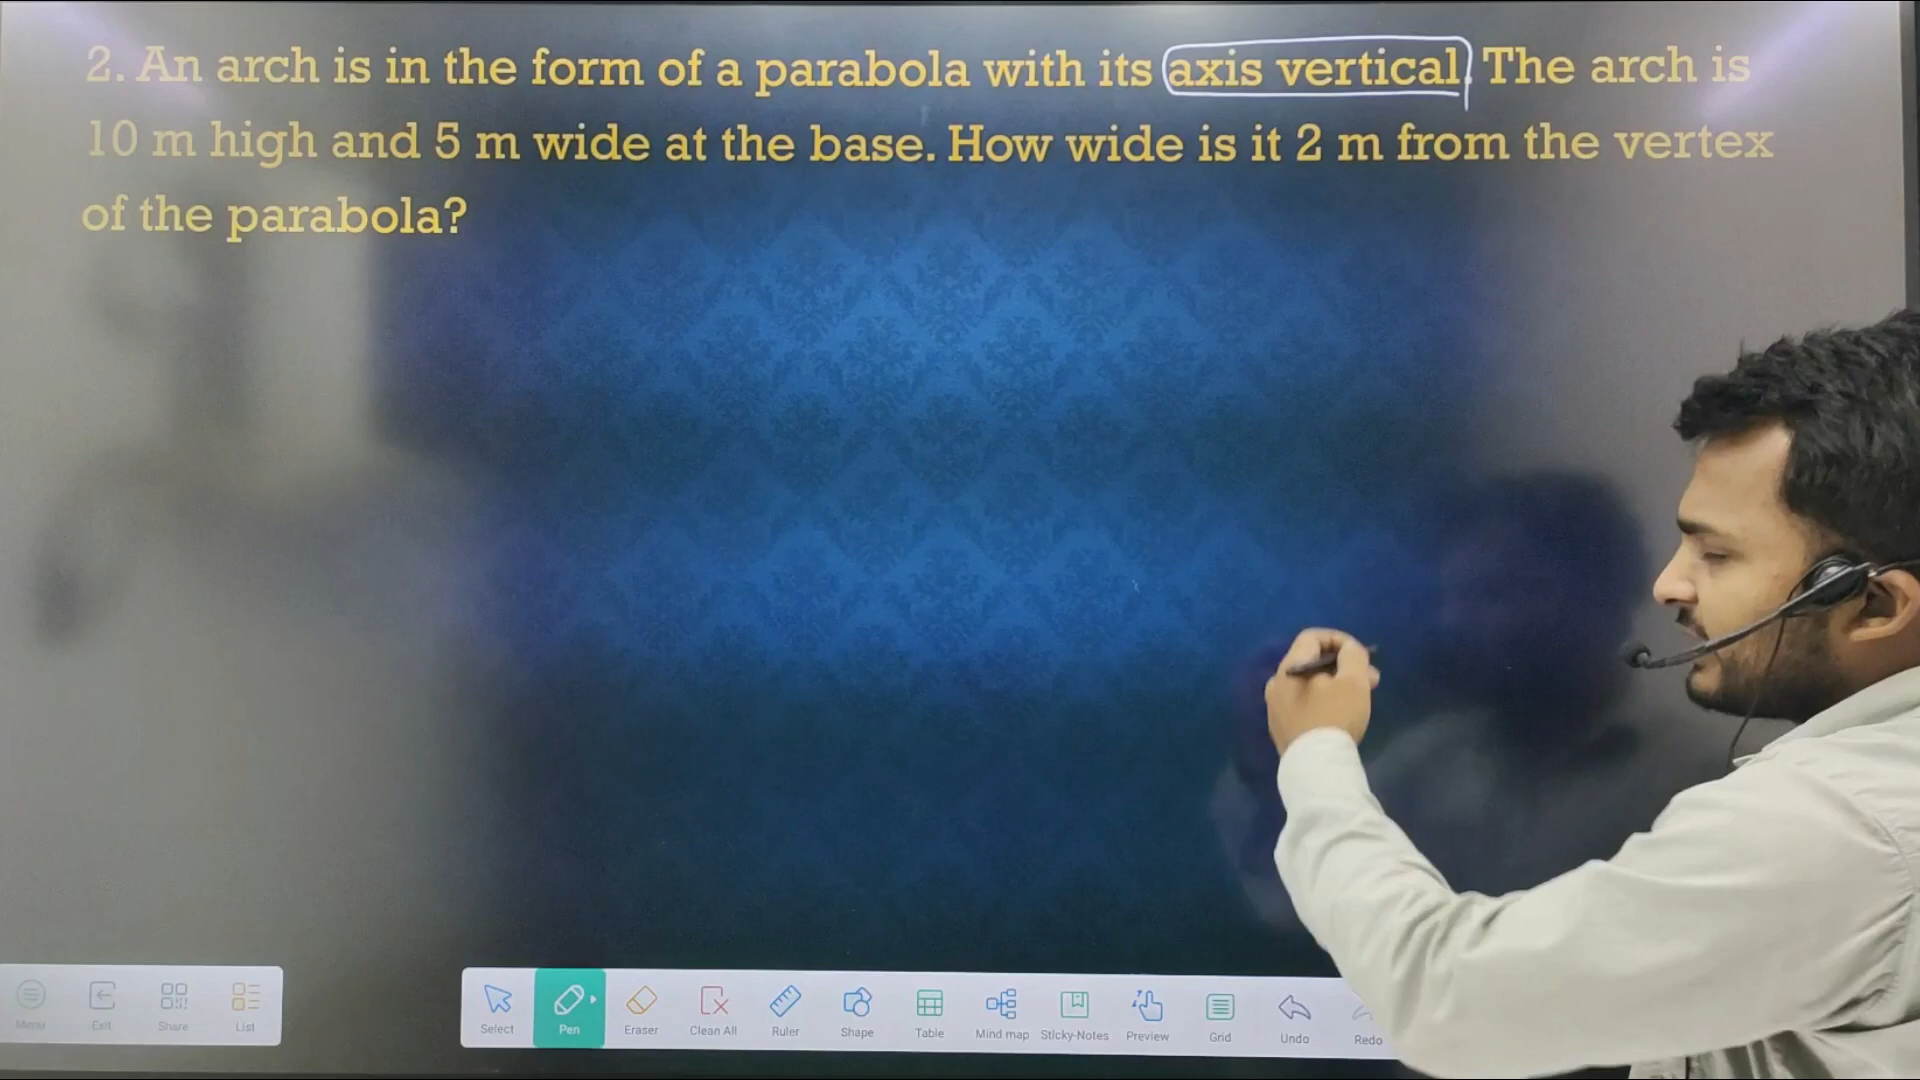 2. An arch is in the form of a parabola with its axis vertical. The arch is
10 m high and 5 m wide at the base. How wide is it 2 m from the vertex
of the parabola?
Menu
Exit
Share
List
Select
Pen
Eraser
Clean All
Ruler
Shape
Table
Mind map
Sticky-Notes
Preview
Grid
Undo
Redo